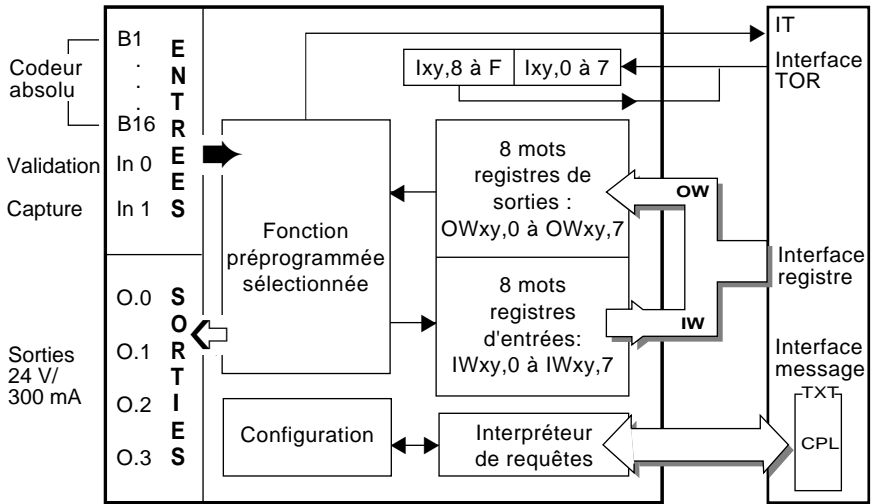 Codeur
absolu
Validation
Capture
Sorties
24 V/
300 mA
B1
.
.
.
B16
In 0
In 1
ENTREES
O.0
O.1
O.2
O.3
SORTIES
Fonction
préprogrammée
sélectionnée
Configuration
Ixy,8 à F
Ixy,0 à 7
8 mots
registres de
sorties :
OWxy,0 à OWxy,7
8 mots
registres
d'entrées:
IWxy,0 à IWxy,7
Interpréteur
de requêtes
OW
IW
IT
Interface
TOR
Interface
registre
Interface
message
TXT
CPL